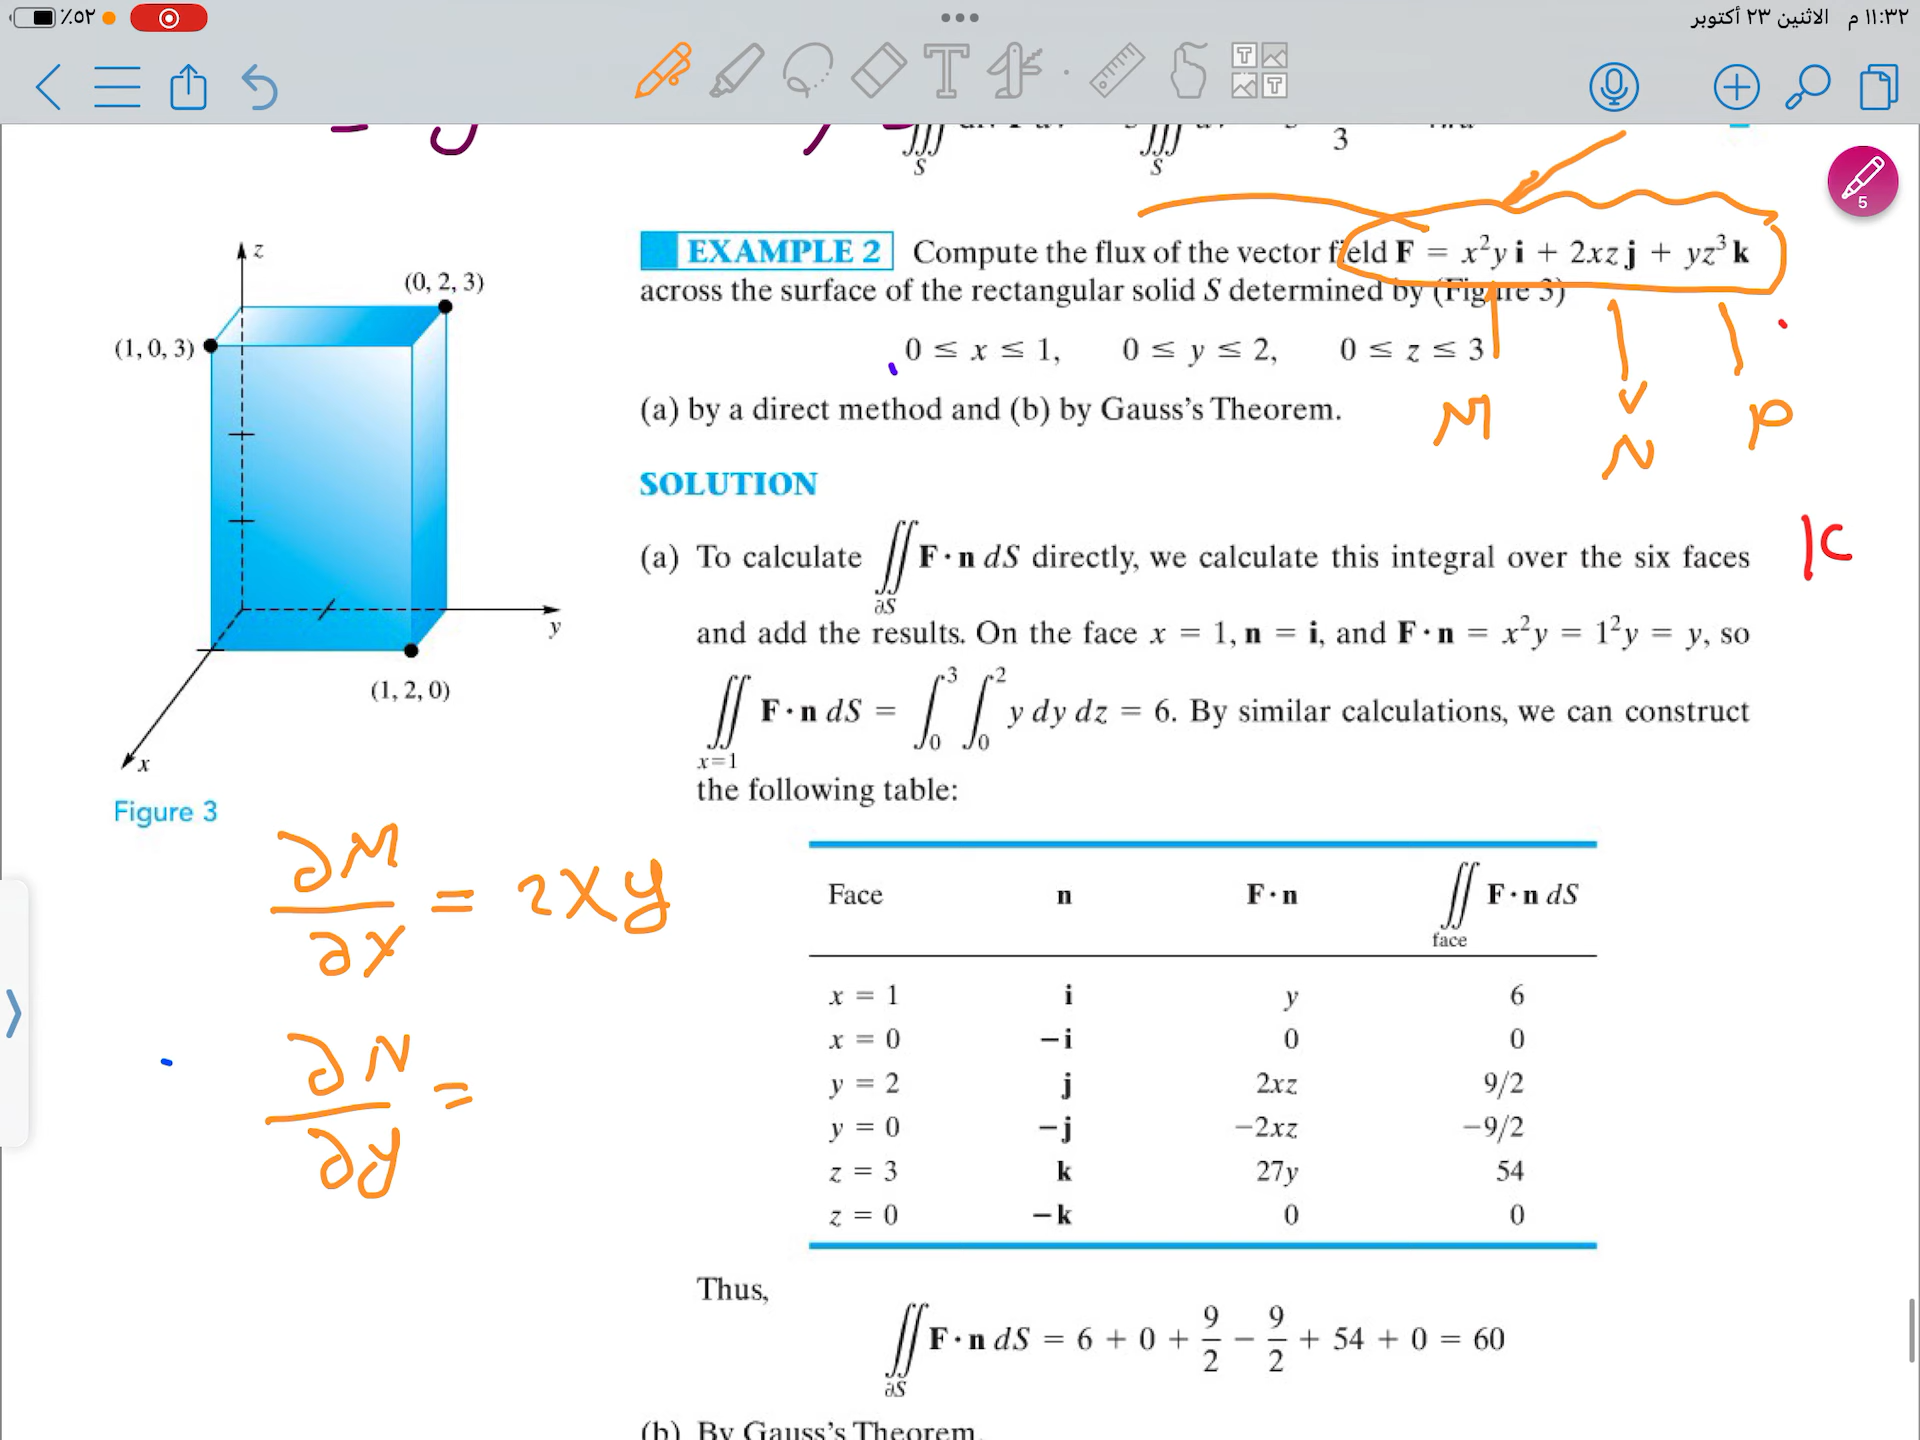 ٪٥٢
١١:٣٢ م الاثنين ٢٣ أكتوبر
5
S
S
3
EXAMPLE 2 Compute the flux of the vector field F = x²y i + 2xz j + yz³ k
across the surface of the rectangular solid S determined by (Figure 3)
0 ≤ x ≤ 1, 0 ≤ y ≤ 2, 0 ≤ z ≤ 3
(a) by a direct method and (b) by Gauss's Theorem.
M
N
P
z
(0, 2, 3)
(1, 0, 3)
y
(1, 2, 0)
x
Figure 3
SOLUTION
(a) To calculate ∬_∂S F · n dS directly, we calculate this integral over the six faces
and add the results. On the face x = 1, n = i, and F · n = x²y = 1²y = y, so
∬_{x=1} F · n dS = ∫₀³ ∫₀² y dy dz = 6. By similar calculations, we can construct
the following table:
∂M/∂x = 2xy
∂N/∂y =
Face n F · n ∬_face F · n dS
x = 1 i y 6
x = 0 −i 0 0
y = 2 j 2xz 9/2
y = 0 −j −2xz −9/2
z = 3 k 27y 54
z = 0 −k 0 0
Thus,
∬_∂S F · n dS = 6 + 0 + 9/2 − 9/2 + 54 + 0 = 60
(b) By Gauss's Theorem,